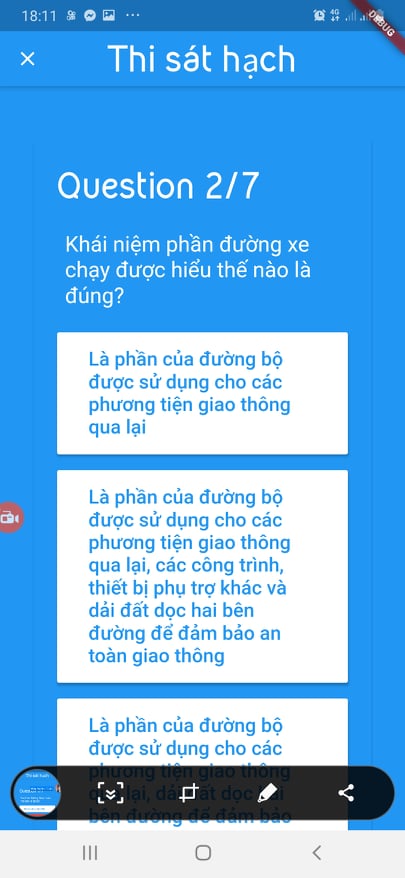 18:11
4G
DEBUG
Thi sát hạch
Question 2/7
Khái niệm phần đường xe
chạy được hiểu thế nào là
đúng?
Là phần của đường bộ
được sử dụng cho các
phương tiện giao thông
qua lại
Là phần của đường bộ
được sử dụng cho các
phương tiện giao thông
qua lại, các công trình,
thiết bị phụ trợ khác và
dải đất dọc hai bên
đường để đảm bảo an
toàn giao thông
Là phần của đường bộ
được sử dụng cho các
phương tiện giao thông
qua lại, dải đất dọc hai
bên đường để đảm bảo